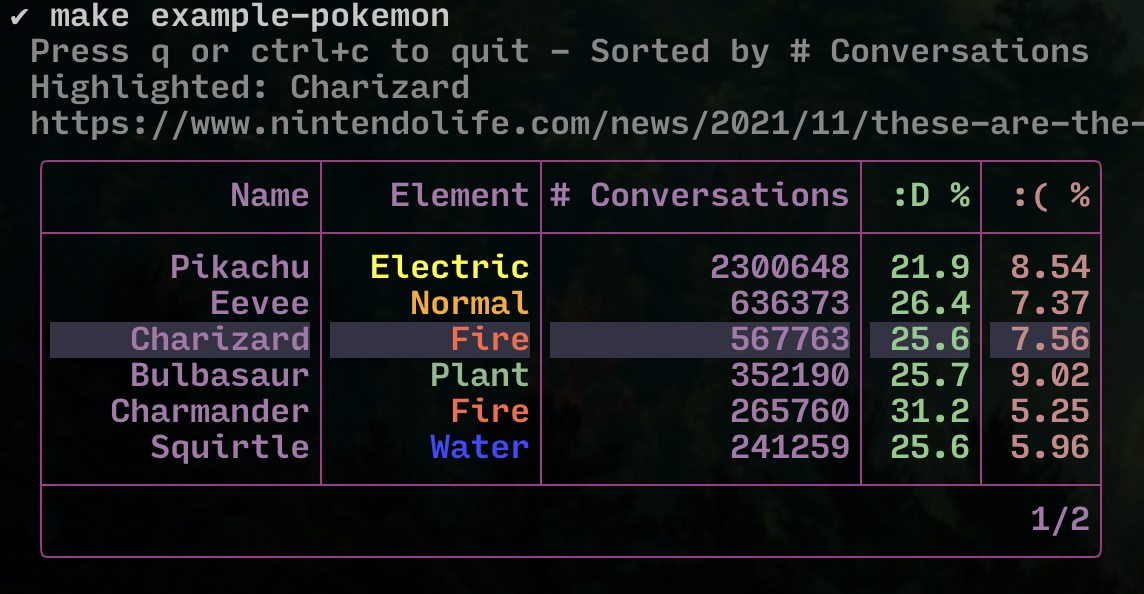 ✔ make example-pokemon
Press q or ctrl+c to quit - Sorted by # Conversations
Highlighted: Charizard
https://www.nintendolife.com/news/2021/11/these-are-the-
Name Element # Conversations :D % :( %
Pikachu Electric 2300648 21.9 8.54
Eevee Normal 636373 26.4 7.37
Charizard Fire 567763 25.6 7.56
Bulbasaur Plant 352190 25.7 9.02
Charmander Fire 265760 31.2 5.25
Squirtle Water 241259 25.6 5.96
1/2